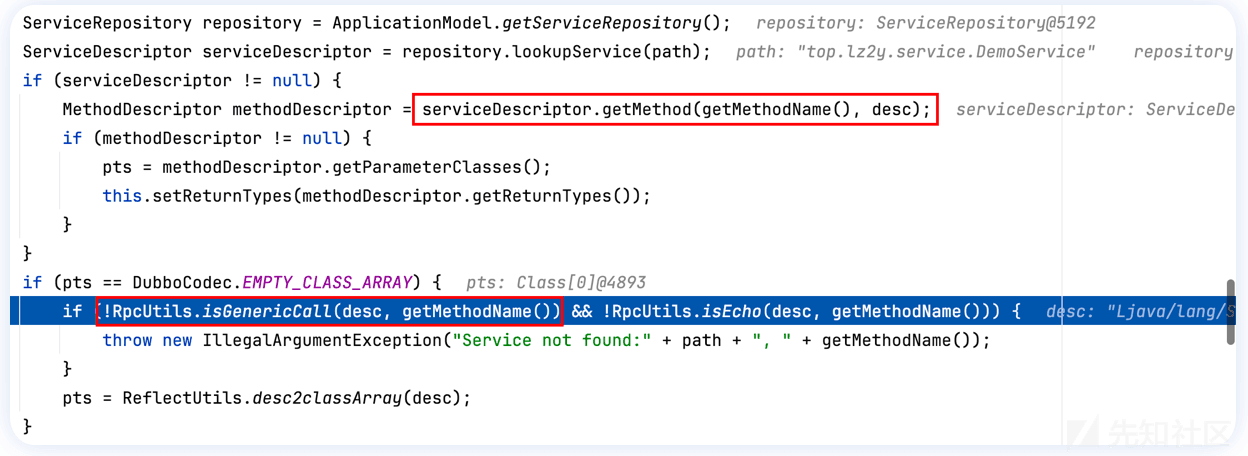 ServiceRepository repository = ApplicationModel.getServiceRepository();   repository: ServiceRepository@5192
ServiceDescriptor serviceDescriptor = repository.lookupService(path);   path: "top.lz2y.service.DemoService"    repository
if (serviceDescriptor != null) {
    MethodDescriptor methodDescriptor = serviceDescriptor.getMethod(getMethodName(), desc);   serviceDescriptor: ServiceDe
    if (methodDescriptor != null) {
        pts = methodDescriptor.getParameterClasses();
        this.setReturnTypes(methodDescriptor.getReturnTypes());
    }
}
if (pts == DubboCodec.EMPTY_CLASS_ARRAY) {   pts: Class[0]@4893
    if (!RpcUtils.isGenericCall(desc, getMethodName()) && !RpcUtils.isEcho(desc, getMethodName())) {   desc: "Ljava/lang/S
        throw new IllegalArgumentException("Service not found:" + path + ", " + getMethodName());
    }
    pts = ReflectUtils.desc2classArray(desc);
}
先知社区